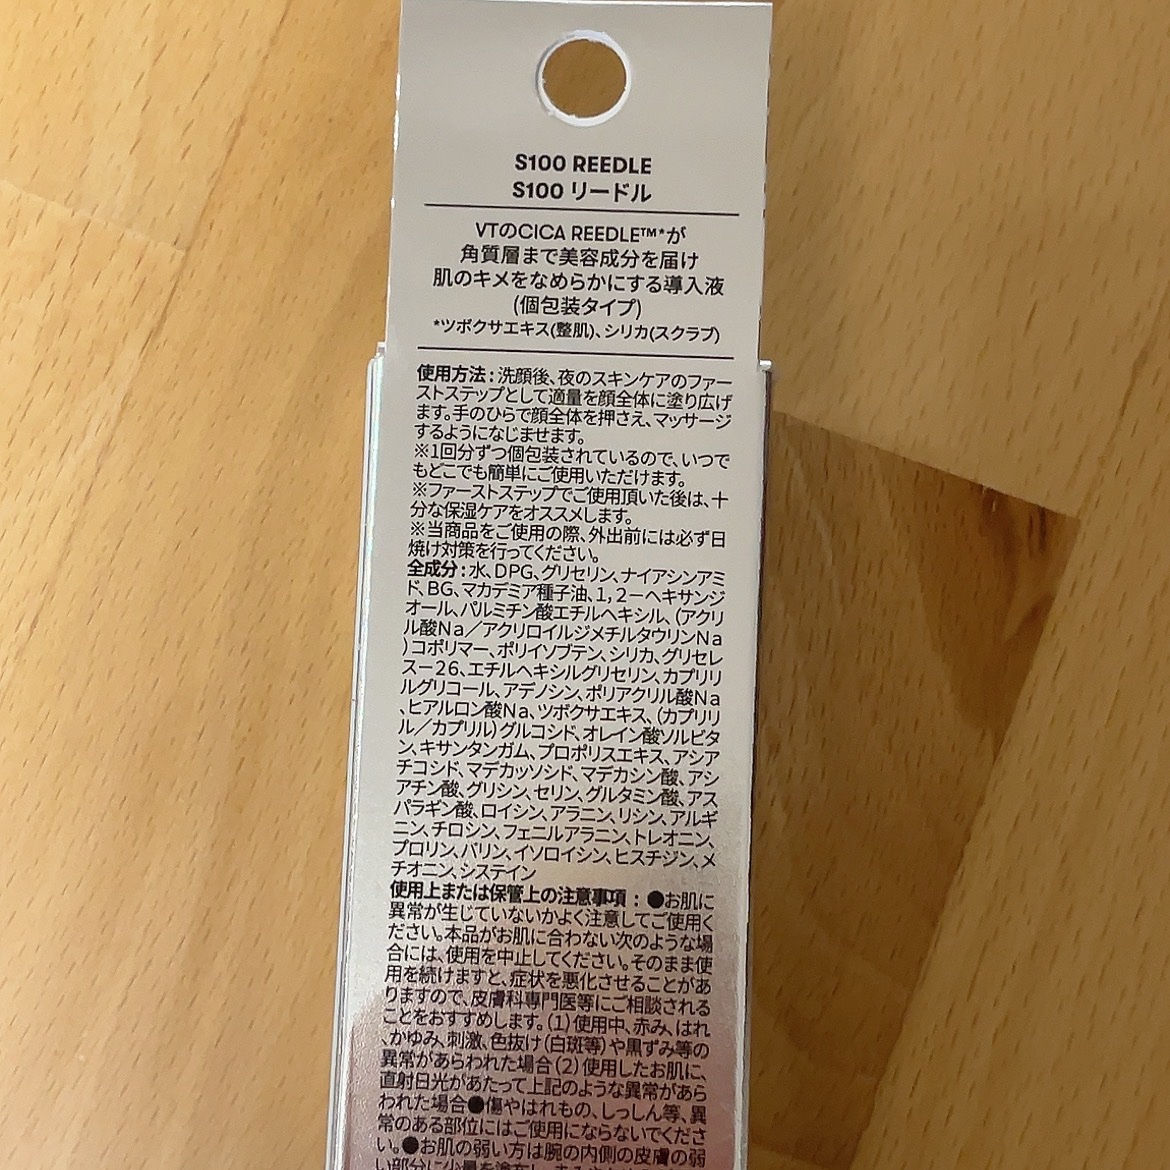 S100 REEDLE
S100 リードル
VTのCICA REEDLE™*が
角質層まで美容成分を届け
肌のキメをなめらかにする導入液
(個包装タイプ)
*ツボクサエキス(整肌)、シリカ(スクラブ)
使用方法:洗顔後、夜のスキンケアのファー
ストステップとして適量を顔全体に塗り広げ
ます。手のひらで顔全体を押さえ、マッサージ
するようになじませます。
※1回分ずつ個包装されているので、いつで
もどこでも簡単にご使用いただけます。
※ファーストステップでご使用頂いた後は、十
分な保湿ケアをオススメします。
※当商品をご使用の際、外出前には必ず日
焼け対策を行ってください。
全成分:水、DPG、グリセリン、ナイアシンアミ
ド、BG、マカデミア種子油、1,2-ヘキサンジ
オール、パルミチン酸エチルヘキシル、(アクリ
ル酸Na/アクリロイルジメチルタウリンNa
)コポリマー、ポリイソブテン、シリカ、グリセレ
ス-26、エチルヘキシルグリセリン、カプリリ
ルグリコール、アデノシン、ポリアクリル酸Na
、ヒアルロン酸Na、ツボクサエキス、(カプリリ
ル/カプリル)グルコシド、オレイン酸ソルビタ
ン、キサンタンガム、プロポリスエキス、アシア
チコシド、マデカッソシド、マデカシン酸、アシ
アチン酸、グリシン、セリン、グルタミン酸、アス
パラギン酸、ロイシン、アラニン、リシン、アルギ
ニン、チロシン、フェニルアラニン、トレオニン、
プロリン、バリン、イソロイシン、ヒスチジン、メ
チオニン、システイン
使用上または保管上の注意事項:●お肌に
異常が生じていないかよく注意してご使用く
ださい。本品がお肌に合わない次のような場
合には、使用を中止してください。そのまま使
用を続けますと、症状を悪化させることがあ
りますので、皮膚科専門医等にご相談される
ことをおすすめします。(1)使用中、赤み、はれ
、かゆみ、刺激、色抜け(白斑等)や黒ずみ等の
異常があらわれた場合(2)使用したお肌に、
直射日光があたって上記のような異常があら
われた場合●傷やはれもの、しっしん等、異
常のある部位にはご使用にならないでくださ
い。●お肌の弱い方は腕の内側の皮膚の弱
い部分に少量を塗布し、